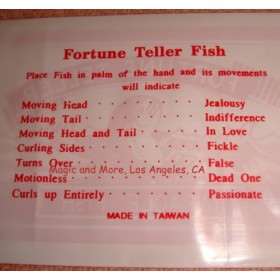 Fortune Teller Fish
Place Fish in palm of the hand and its movements
will indicate
Moving Head · · · · · · · · · Jealousy
Moving Tail · · · · · · · · · Indifference
Moving Head and Tail · · · · · In Love
Curling Sides · · · · · · · · Fickle
Turns Over · · · · · · · · · False
Magic and More, Los Angeles, CA
Motionless · · · · · · · · · Dead One
Curls up Entirely · · · · · · Passionate
MADE IN TAIWAN